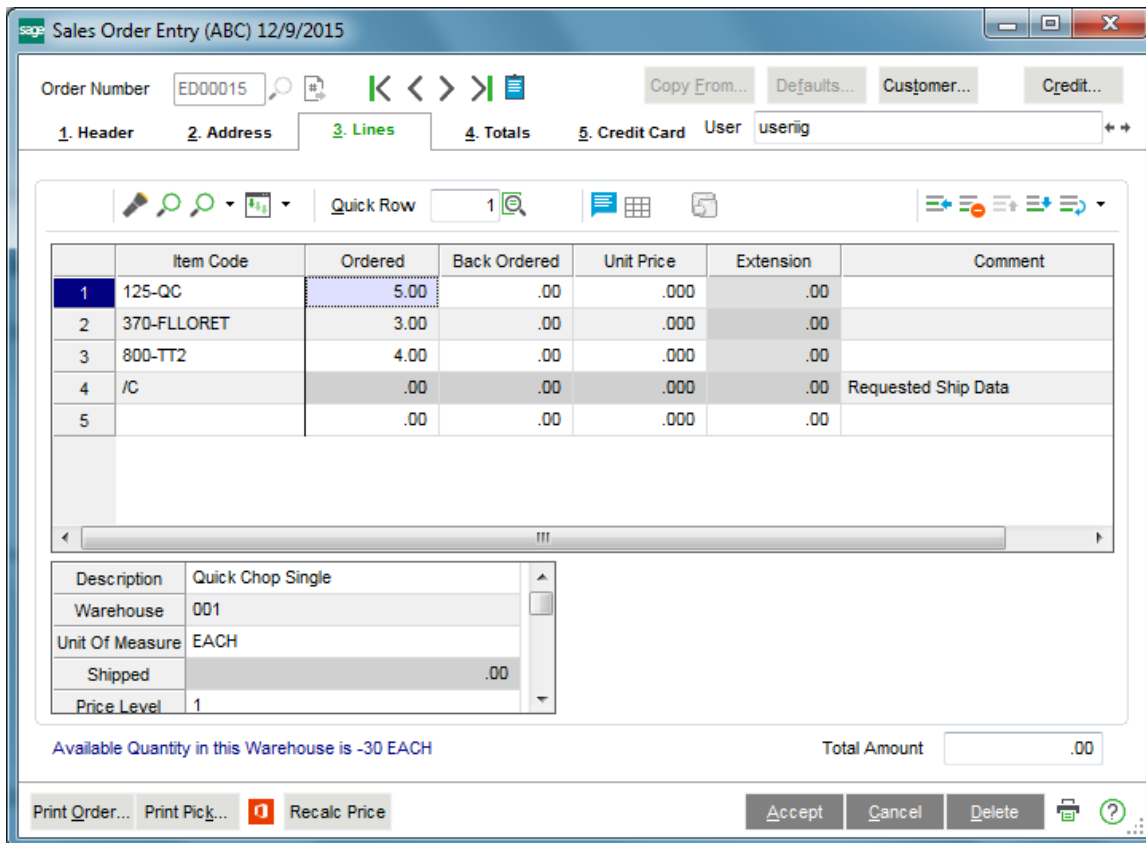 sage Sales Order Entry (ABC) 12/9/2015
Order Number ED00015 # Copy From... Defaults... Customer... Credit...
1. Header 2. Address 3. Lines 4. Totals 5. Credit Card User useriig
Quick Row 1
Item Code Ordered Back Ordered Unit Price Extension Comment
1 125-QC 5.00 .00 .000 .00
2 370-FLLORET 3.00 .00 .000 .00
3 800-TT2 4.00 .00 .000 .00
4 /C .00 .00 .000 .00 Requested Ship Data
5 .00 .00 .000 .00
Description Quick Chop Single
Warehouse 001
Unit Of Measure EACH
Shipped .00
Price Level 1
Available Quantity in this Warehouse is -30 EACH Total Amount .00
Print Order... Print Pick... Recalc Price Accept Cancel Delete ?